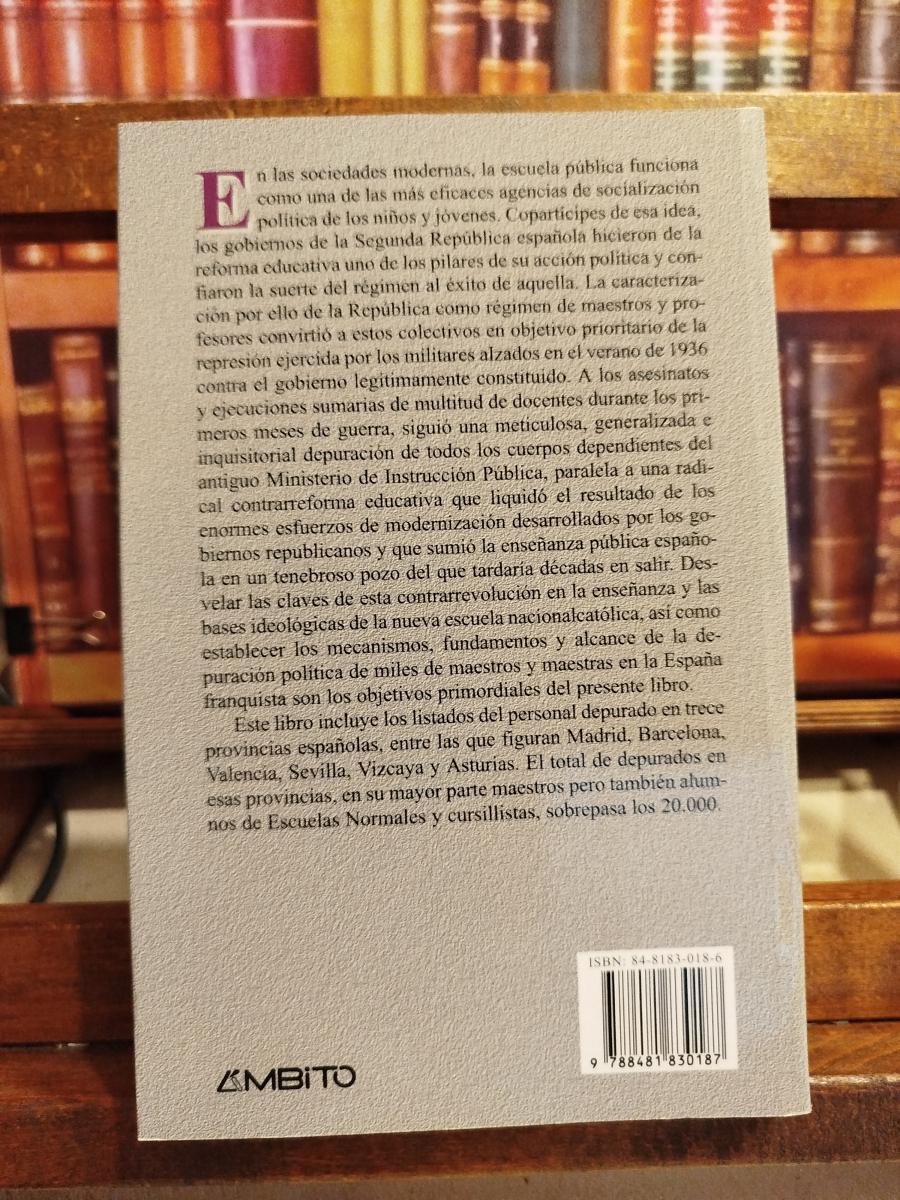 En las sociedades modernas, la escuela pública funciona
como una de las más eficaces agencias de socialización
política de los niños y jóvenes. Copartícipes de esa idea,
los gobiernos de la Segunda República española hicieron de la
reforma educativa uno de los pilares de su acción política y con-
fiaron la suerte del régimen al éxito de aquella. La caracteriza-
ción por ello de la República como régimen de maestros y pro-
fesores convirtió a estos colectivos en objetivo prioritario de la
represión ejercida por los militares alzados en el verano de 1936
contra el gobierno legítimamente constituido. A los asesinatos
y ejecuciones sumarias de multitud de docentes durante los pri-
meros meses de guerra, siguió una meticulosa, generalizada e
inquisitorial depuración de todos los cuerpos dependientes del
antiguo Ministerio de Instrucción Pública, paralela a una radi-
cal contrarreforma educativa que liquidó el resultado de los
enormes esfuerzos de modernización desarrollados por los go-
biernos republicanos y que sumió la enseñanza pública españo-
la en un tenebroso pozo del que tardaría décadas en salir. Des-
velar las claves de esta contrarrevolución en la enseñanza y las
bases ideológicas de la nueva escuela nacionalcatólica, así como
establecer los mecanismos, fundamentos y alcance de la de-
puración política de miles de maestros y maestras en la España
franquista son los objetivos primordiales del presente libro.
Este libro incluye los listados del personal depurado en trece
provincias españolas, entre las que figuran Madrid, Barcelona,
Valencia, Sevilla, Vizcaya y Asturias. El total de depurados en
esas provincias, en su mayor parte maestros pero también alum-
nos de Escuelas Normales y cursillistas, sobrepasa los 20.000.
ISBN: 84-8183-018-6
9 788481 830187
ÁMBiTO